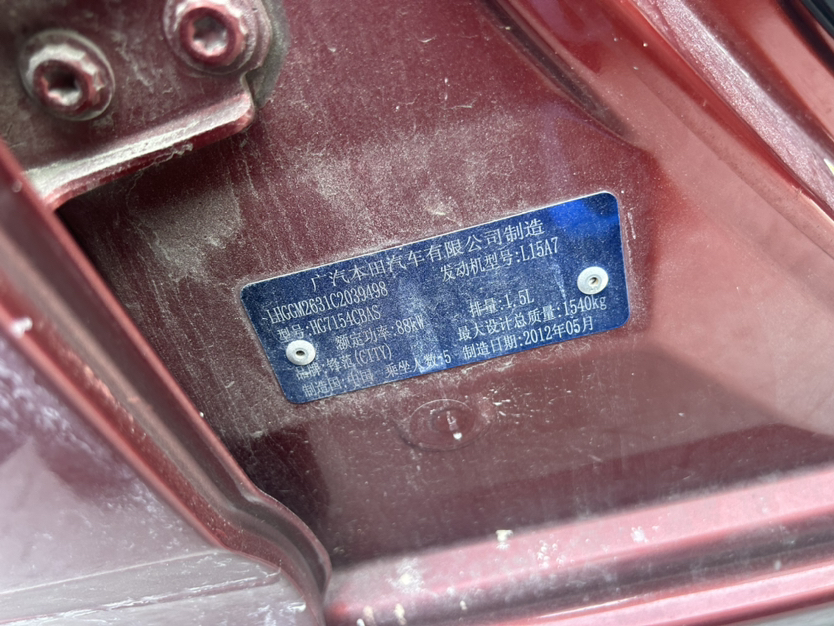 广汽本田汽车有限公司制造
LHGGM2631C2039498 发动机型号:L15A7
型号:HG7154CBAS
额定功率:88kW 排量:1.5L
品牌:锋范(CITY) 最大设计总质量:1540kg
制造国:中国 乘坐人数:5 制造日期:2012年05月